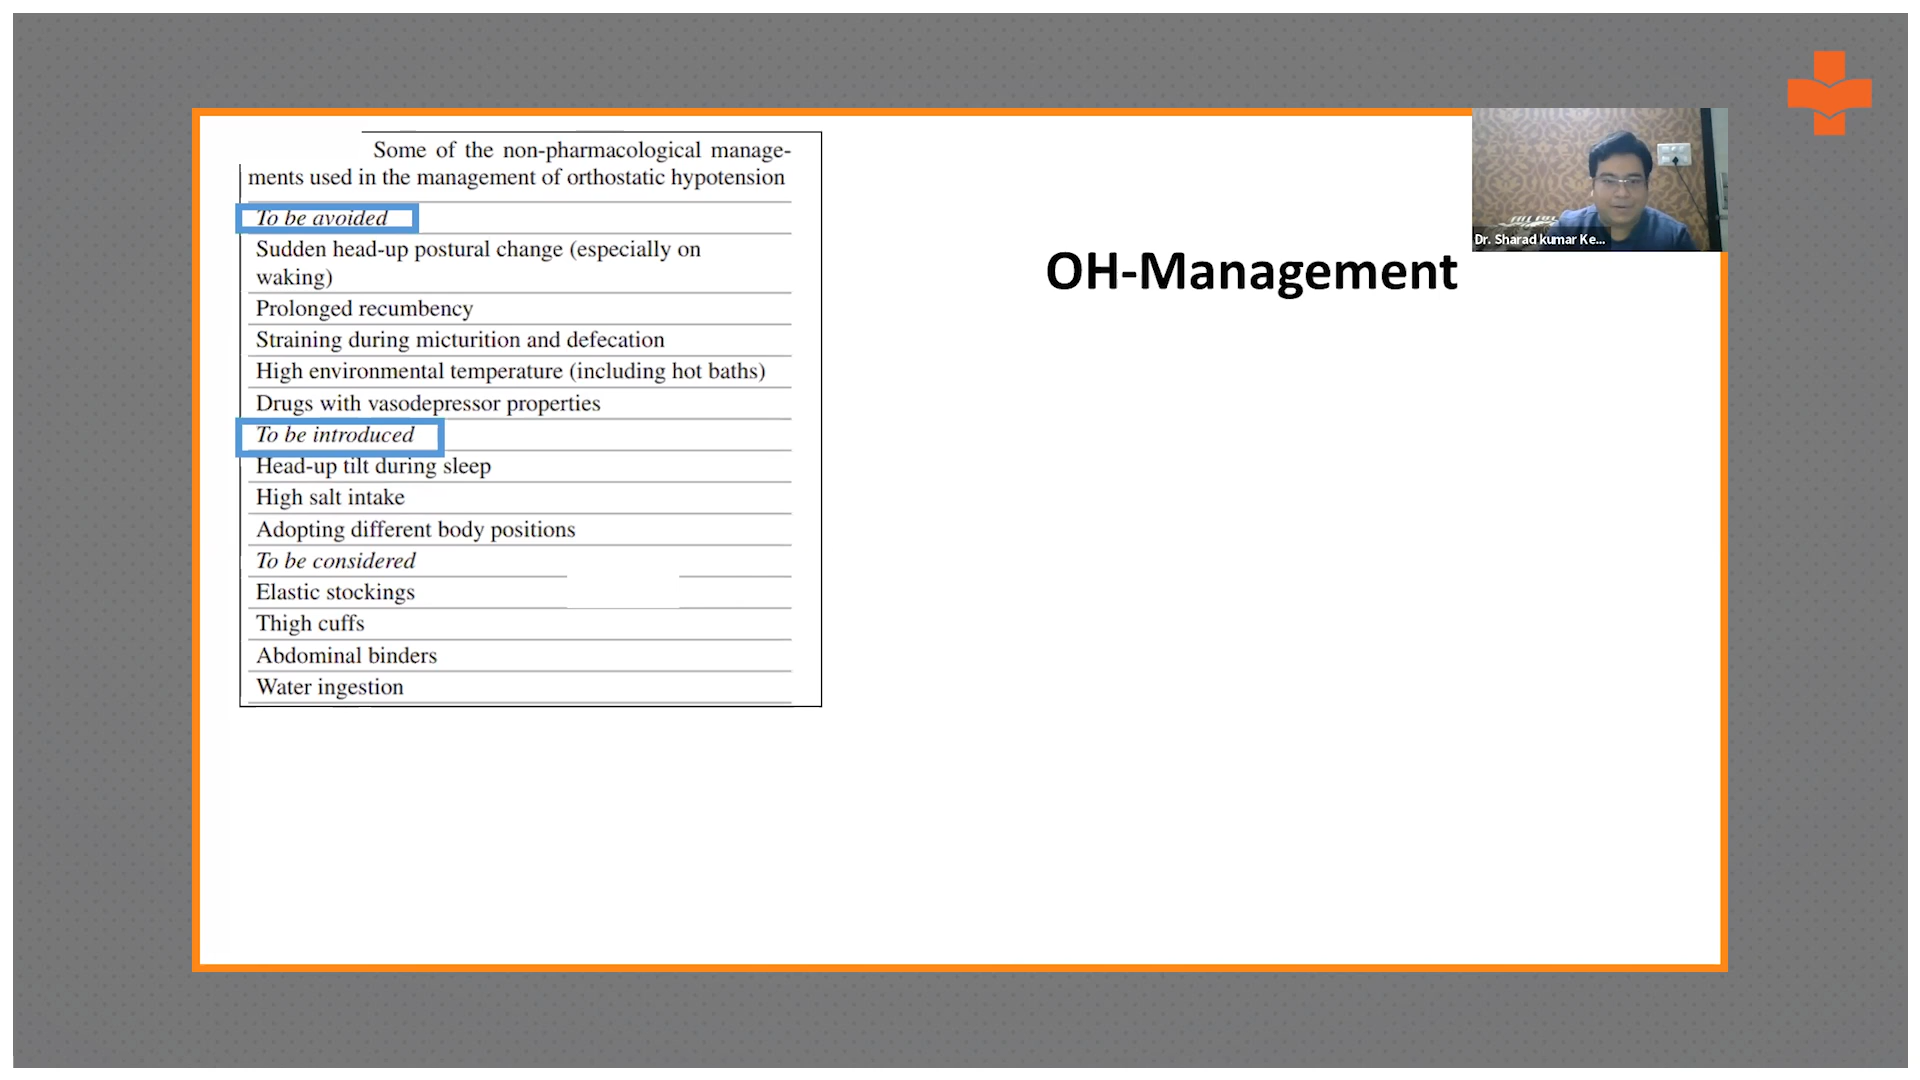 Some of the non-pharmacological manage-
ments used in the management of orthostatic hypotension
To be avoided
Sudden head-up postural change (especially on
waking)
Prolonged recumbency
Straining during micturition and defecation
High environmental temperature (including hot baths)
Drugs with vasodepressor properties
To be introduced
Head-up tilt during sleep
High salt intake
Adopting different body positions
To be considered
Elastic stockings
Thigh cuffs
Abdominal binders
Water ingestion
OH-Management
Dr. Sharad kumar Ke...